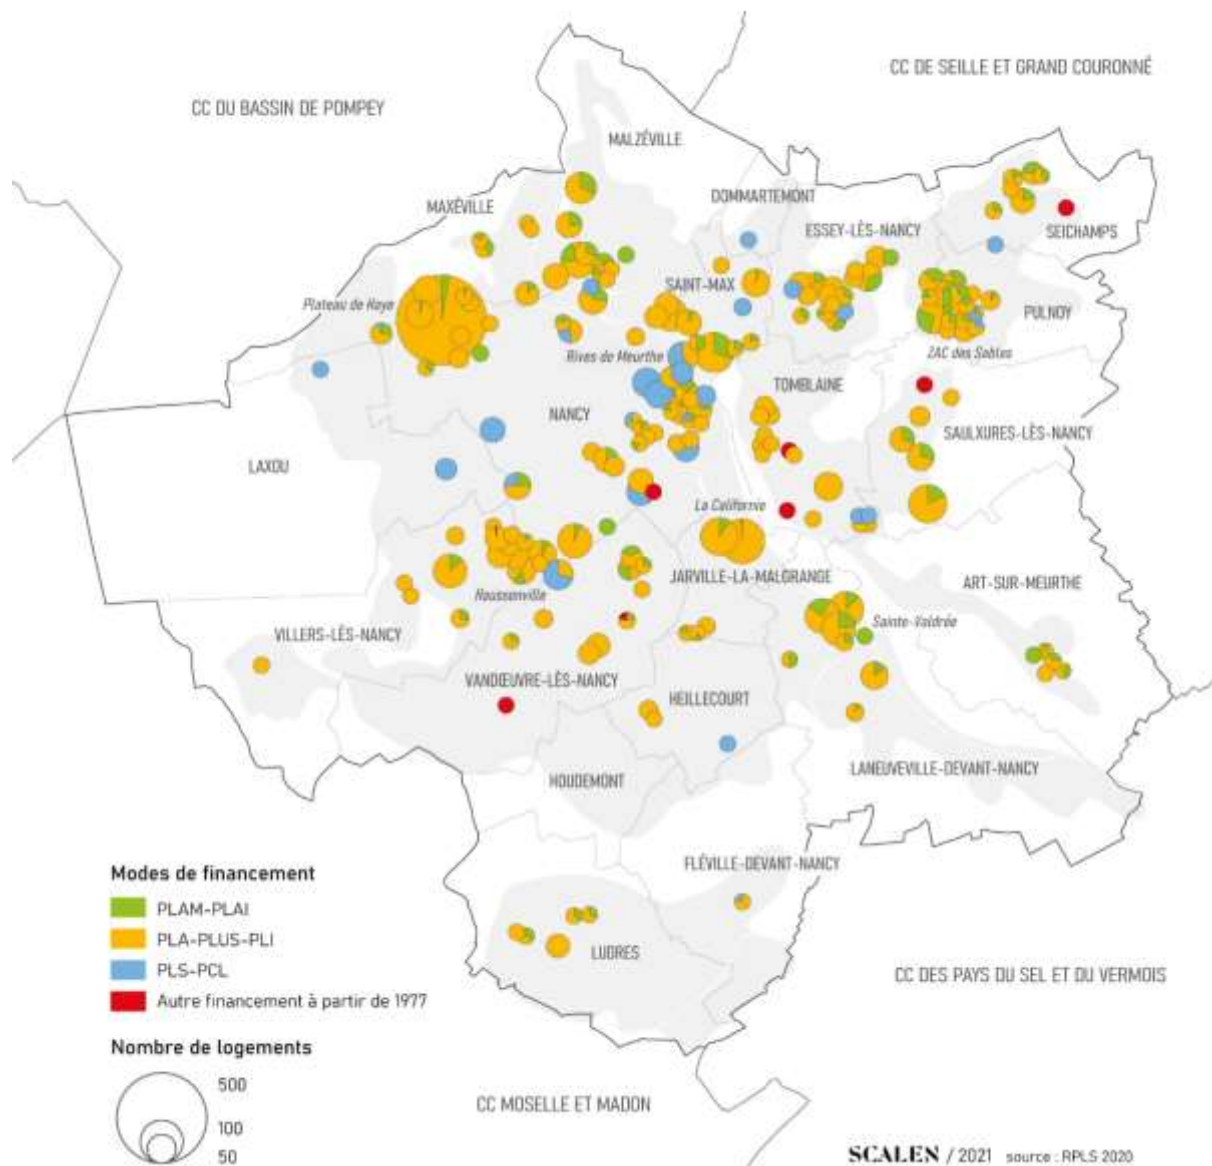 CC DE SEILLE ET GRAND COURONNÉ
CC DU BASSIN DE POMPEY
MALZÉVILLE
DOMMARTEMONT
MAXÉVILLE
ESSEY-LÈS-NANCY
SEICHAMPS
SAINT-MAX
Plateau de Haye
PULNOY
Rives de Meurthe
ZAC des Sables
TOMBLAINE
NANCY
SAULXURES-LÈS-NANCY
LAXOU
La Californie
JARVILLE-LA-MALGRANGE
ART-SUR-MEURTHE
Haussonville
Sainte-Valdrée
VILLERS-LÈS-NANCY
VANDŒUVRE-LÈS-NANCY
HEILLECOURT
LANEUVEVILLE-DEVANT-NANCY
HOUDEMONT
FLÉVILLE-DEVANT-NANCY
LUDRES
CC DES PAYS DU SEL ET DU VERMOIS
Modes de financement
PLAM-PLAI
PLA-PLUS-PLI
PLS-PCL
Autre financement à partir de 1977
Nombre de logements
500
100
50
CC MOSELLE ET MADON
SCALEN / 2021 source : RPLS 2020